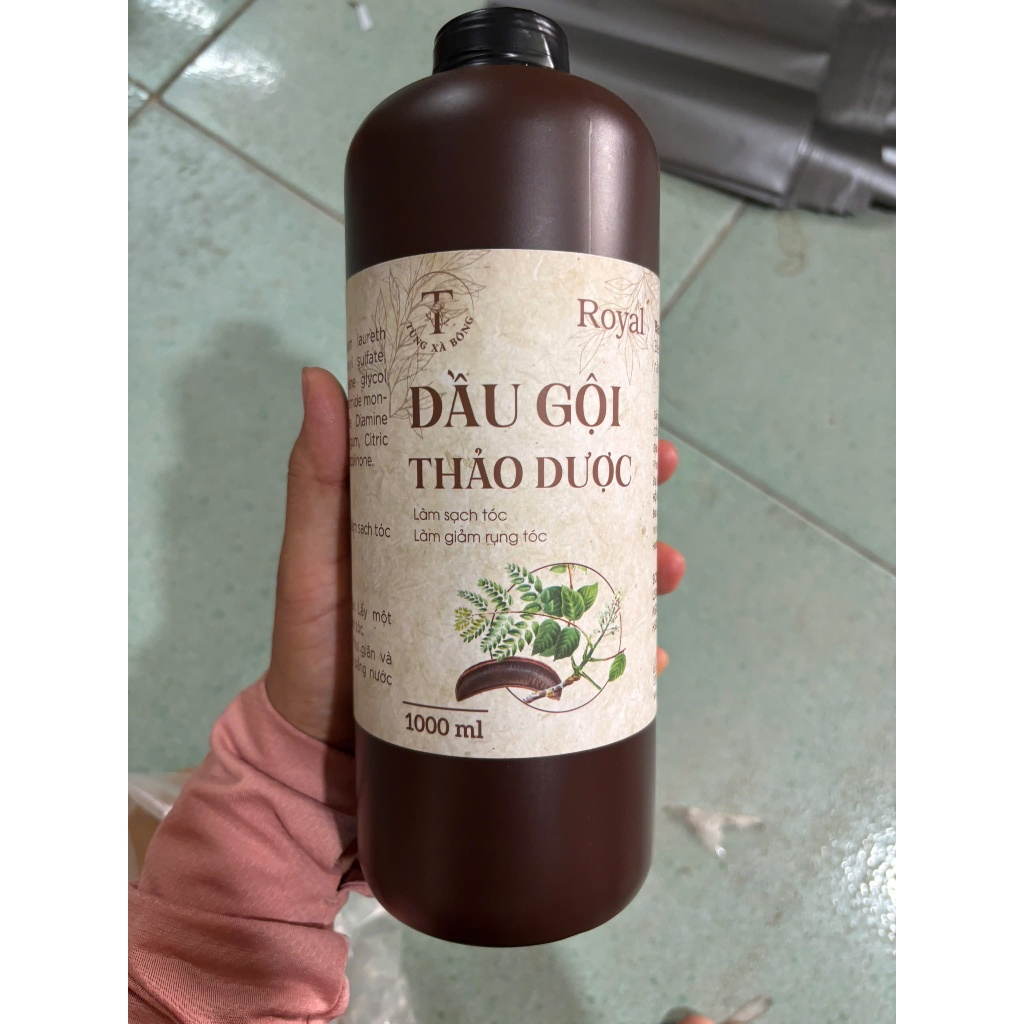 T
TÙNG XÀ BÔNG
Royal
DẦU GỘI
THẢO DƯỢC
Làm sạch tóc
Làm giảm rụng tóc
1000 ml
laureth
sulfate,
glycol
mon-
Diamine
Citric
sạch tóc
Lấy một
giãn và
nước